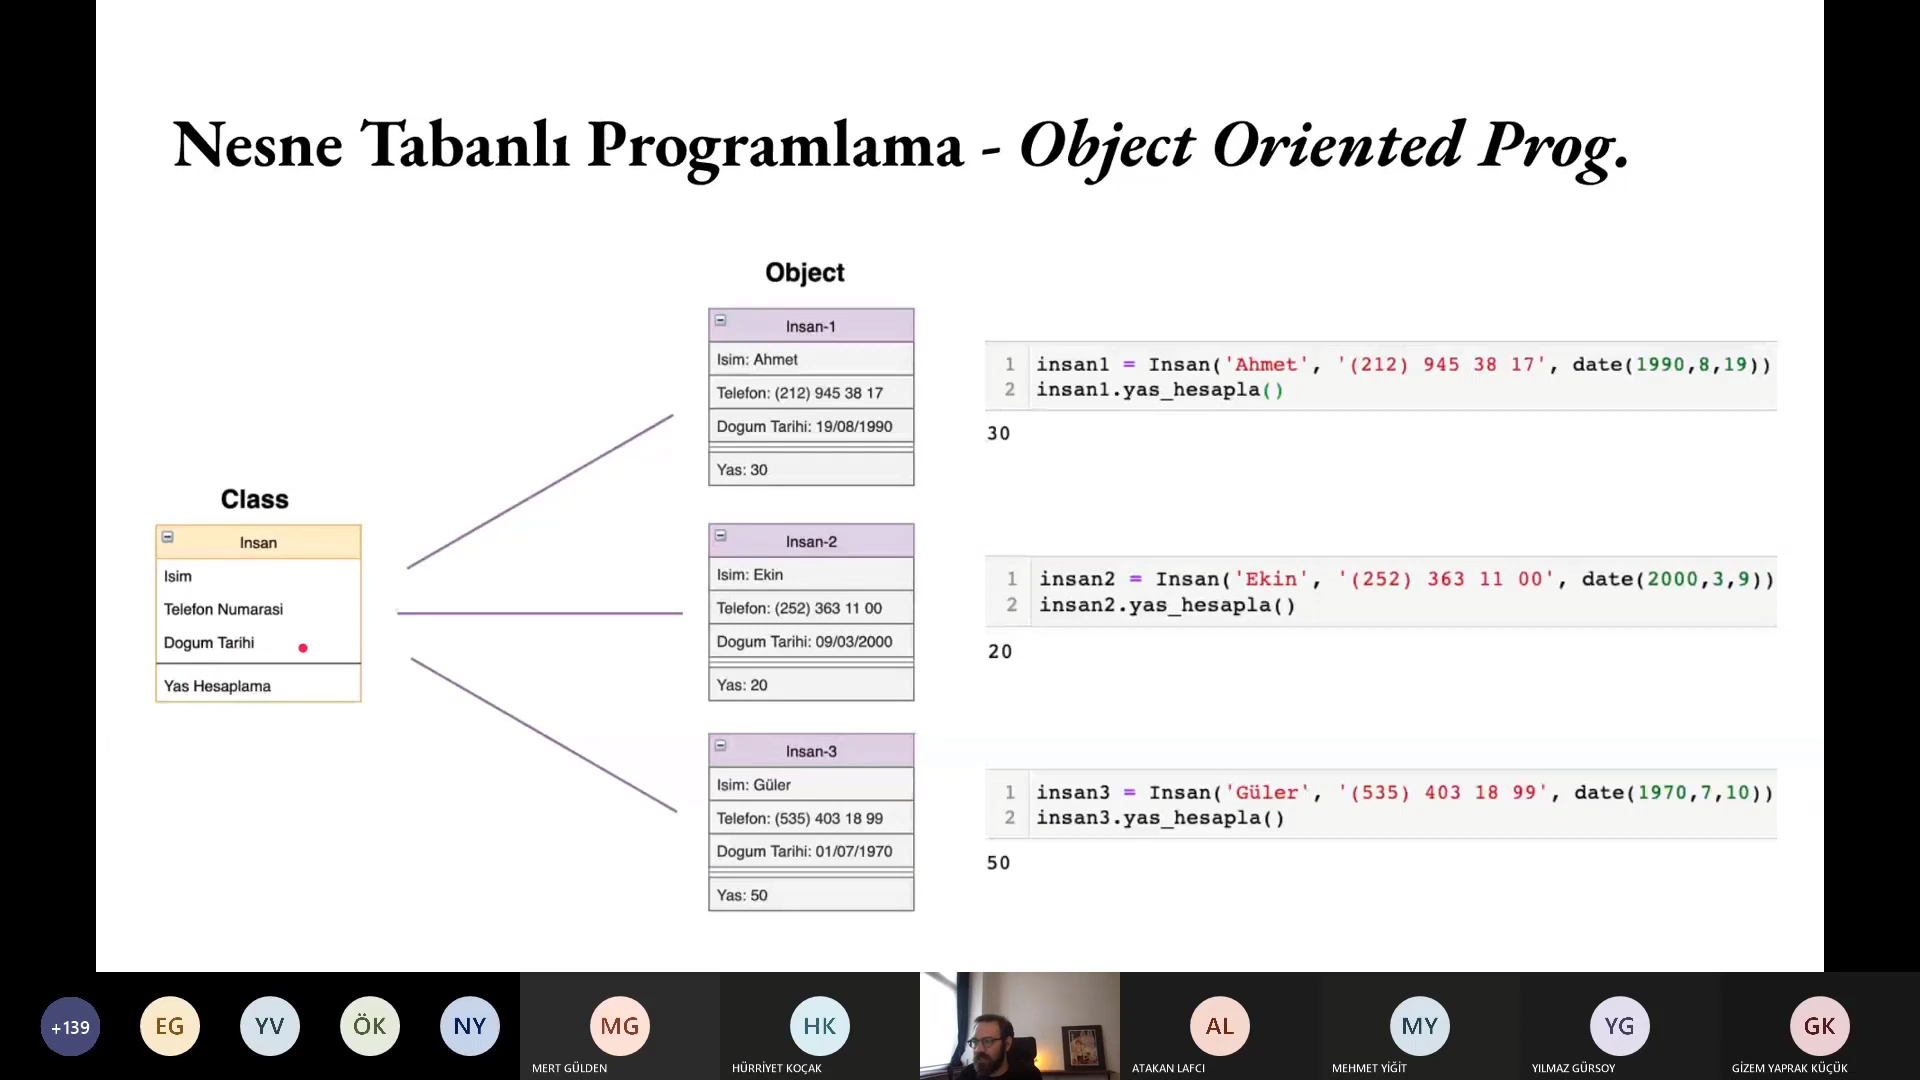 Nesne Tabanlı Programlama - Object Oriented Prog.
Class
Insan
Isim
Telefon Numarasi
Dogum Tarihi
Yas Hesaplama
Object
Insan-1
Isim: Ahmet
Telefon: (212) 945 38 17
Dogum Tarihi: 19/08/1990
Yas: 30
Insan-2
Isim: Ekin
Telefon: (252) 363 11 00
Dogum Tarihi: 09/03/2000
Yas: 20
Insan-3
Isim: Güler
Telefon: (535) 403 18 99
Dogum Tarihi: 01/07/1970
Yas: 50
1 insan1 = Insan('Ahmet', '(212) 945 38 17', date(1990,8,19))
2 insan1.yas_hesapla()
30
1 insan2 = Insan('Ekin', '(252) 363 11 00', date(2000,3,9))
2 insan2.yas_hesapla()
20
1 insan3 = Insan('Güler', '(535) 403 18 99', date(1970,7,10))
2 insan3.yas_hesapla()
50
+139
EG
YV
ÖK
NY
MG
MERT GÜLDEN
HK
HÜRRİYET KOÇAK
AL
ATAKAN LAFCI
MY
MEHMET YİĞİT
YG
YILMAZ GÜRSOY
GK
GİZEM YAPRAK KÜÇÜK